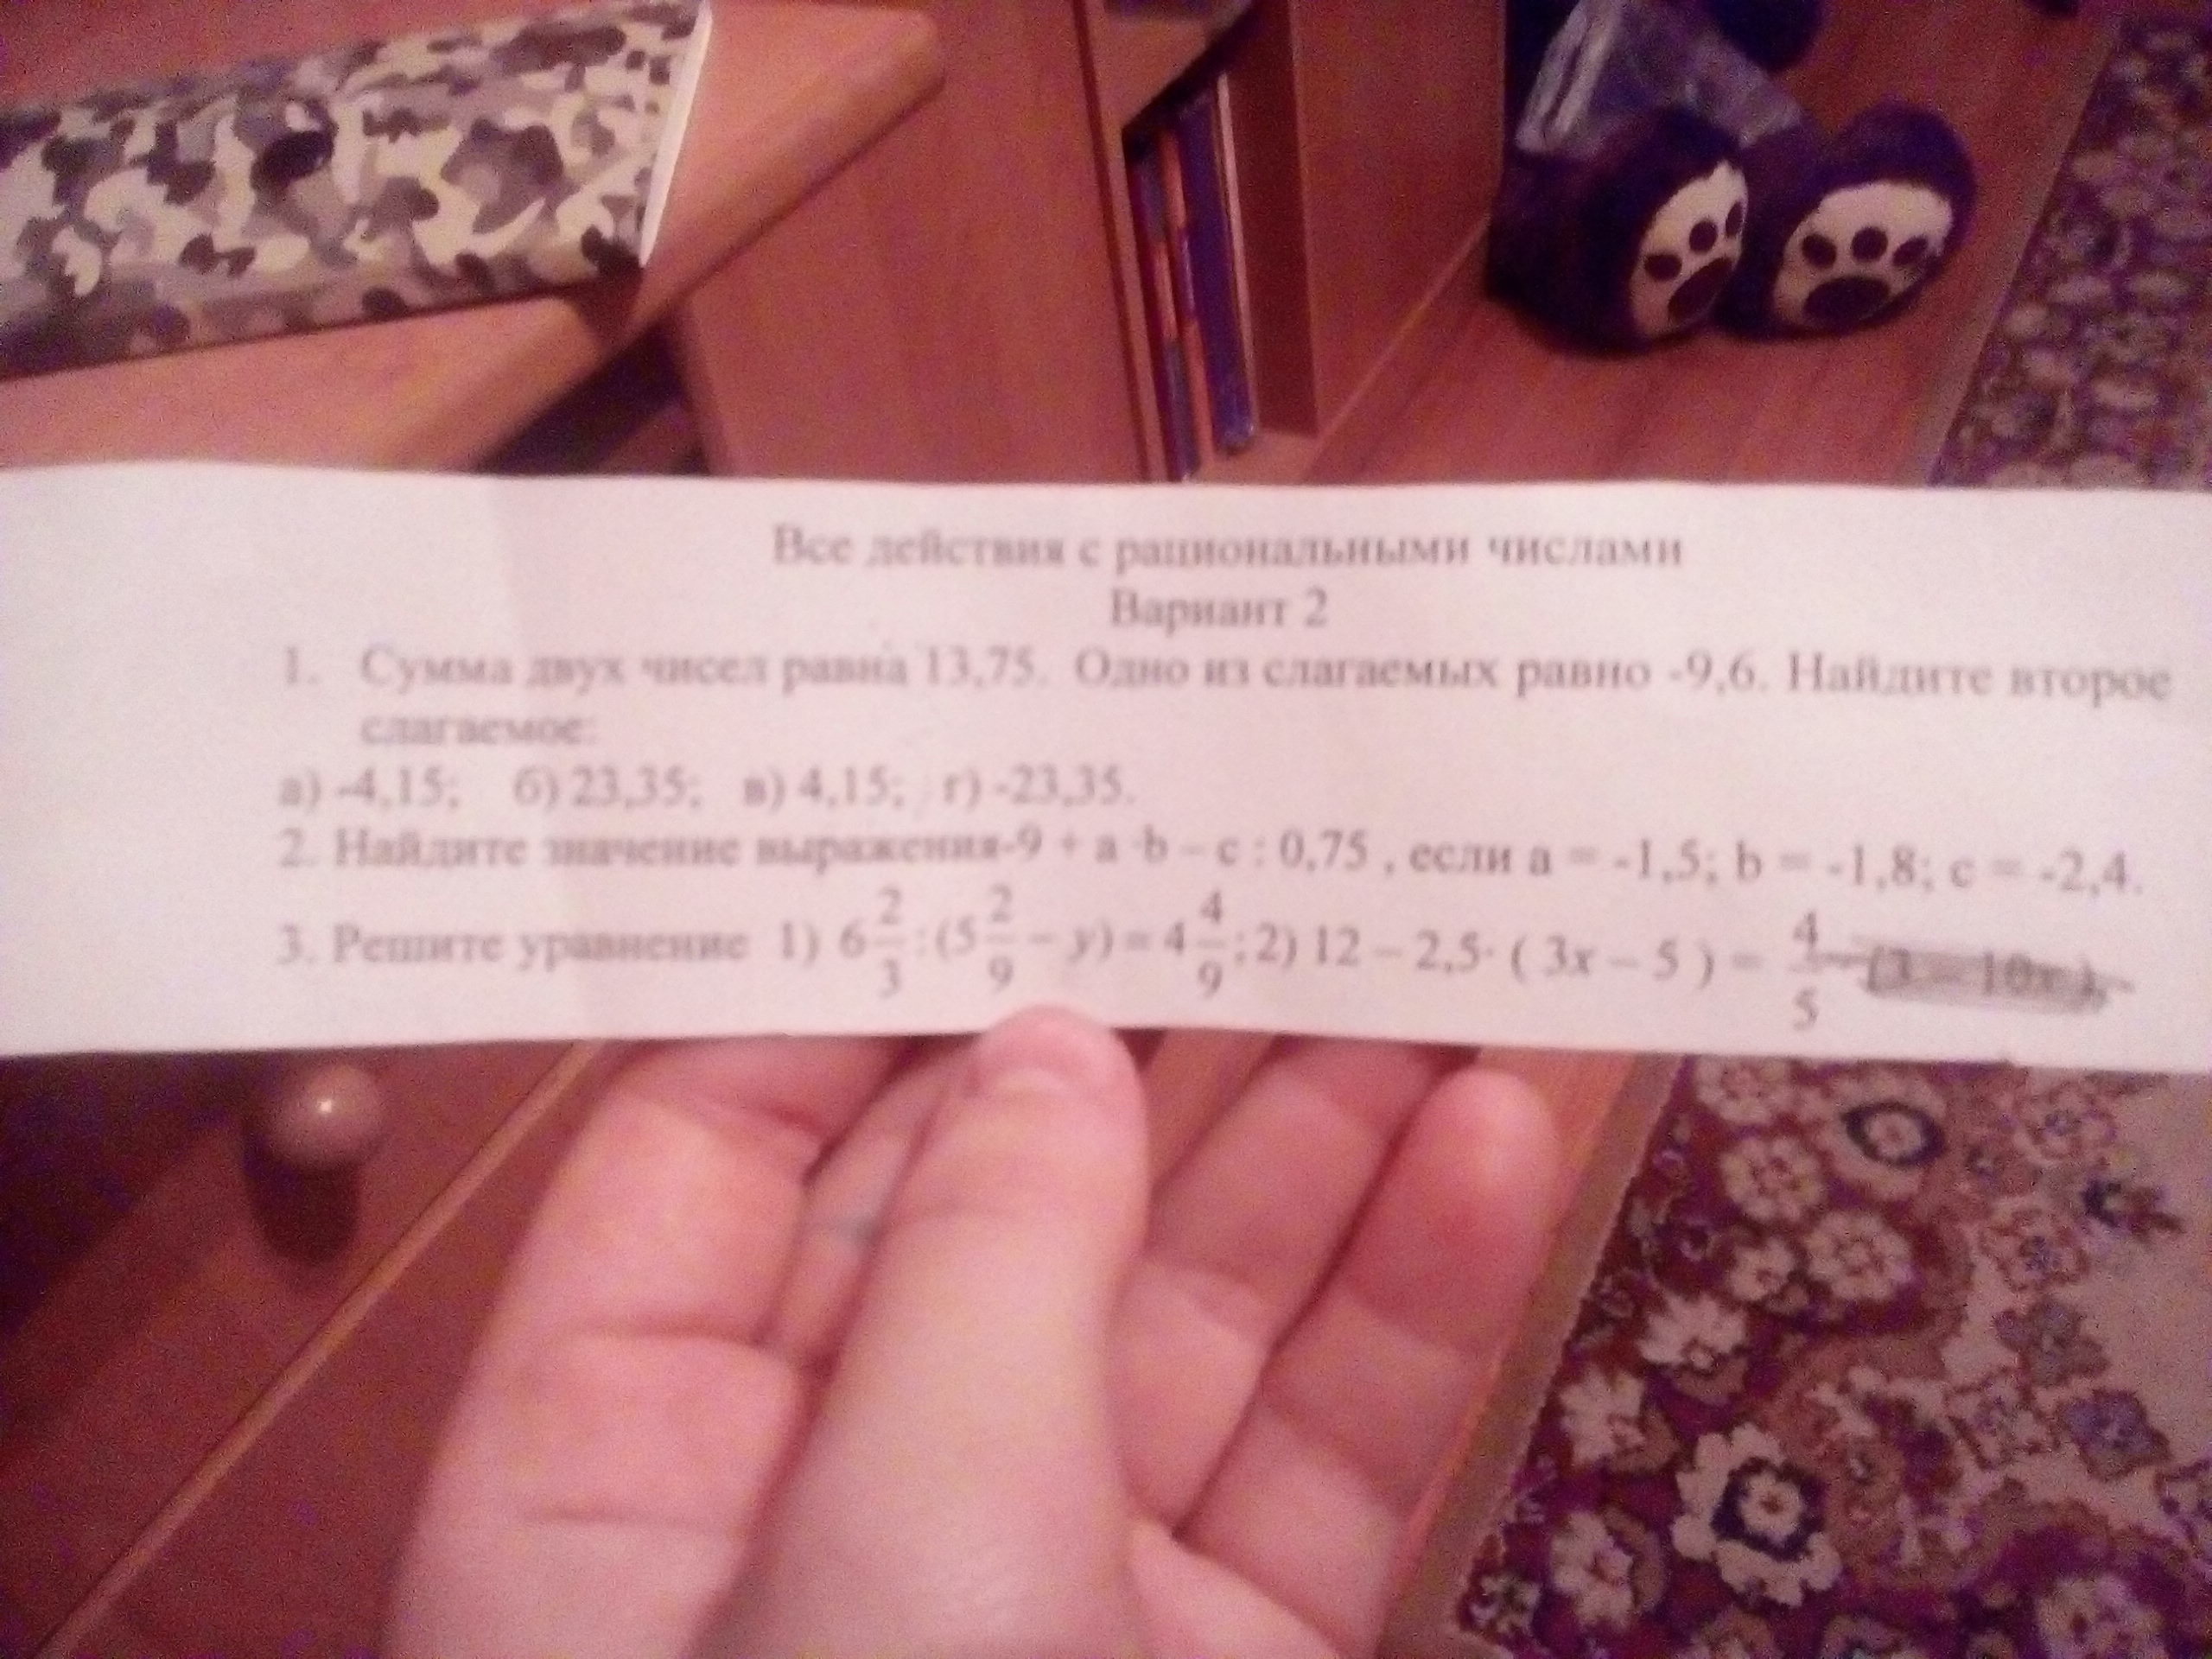 Все действия с рациональными числами
Вариант 2
1. Сумма двух чисел равна 13,75. Одно из слагаемых равно -9,6. Найдите второе
слагаемое:
а) -4,15; б) 23,35; в) 4,15; г) -23,35.
2. Найдите значение выражения-9 + a ·b – c : 0,75 , если a = -1,5; b = -1,8; c = -2,4.
3. Решите уравнение 1) 6 2/3 : (5 2/9 – y) = 4 4/9 ; 2) 12 – 2,5· ( 3x – 5 ) = 4/5 (3 – 10x ).